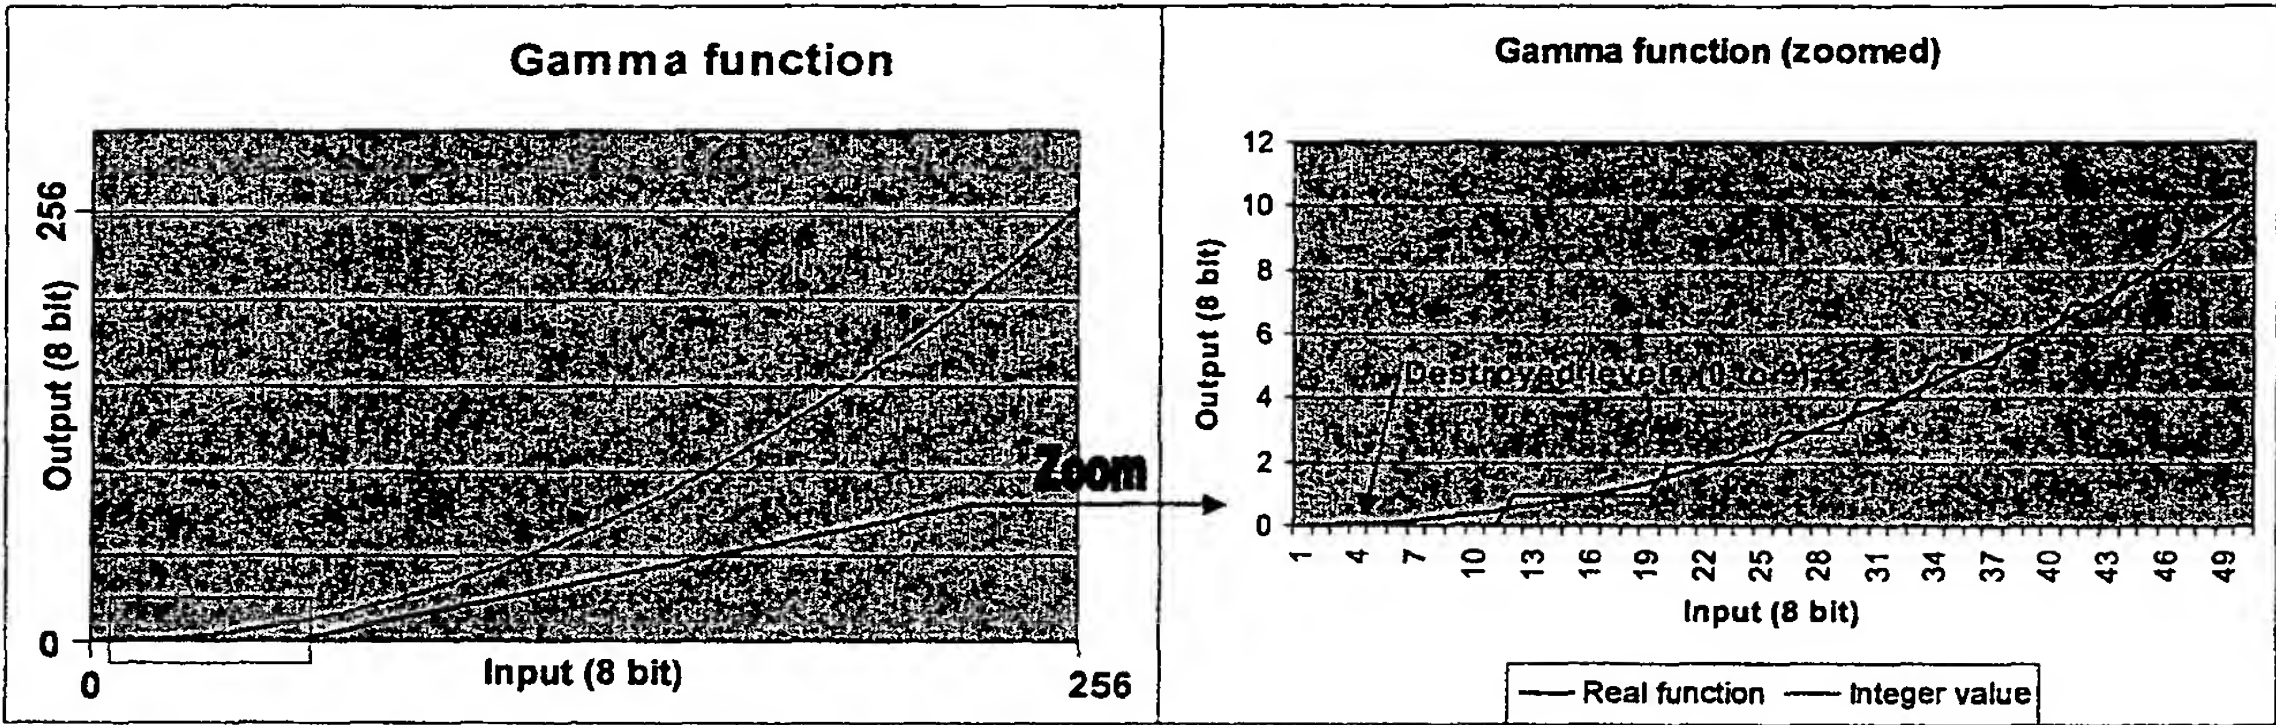 Gamma function
Output (8 bit)
256
0
0
Input (8 bit)
256
Zoom
Gamma function (zoomed)
Output (8 bit)
12
10
8
6
4
2
0
Destroyed levels (0 to 9)
1 4 7 10 13 16 19 22 25 28 31 34 37 40 43 46 49
Input (8 bit)
Real function Integer value